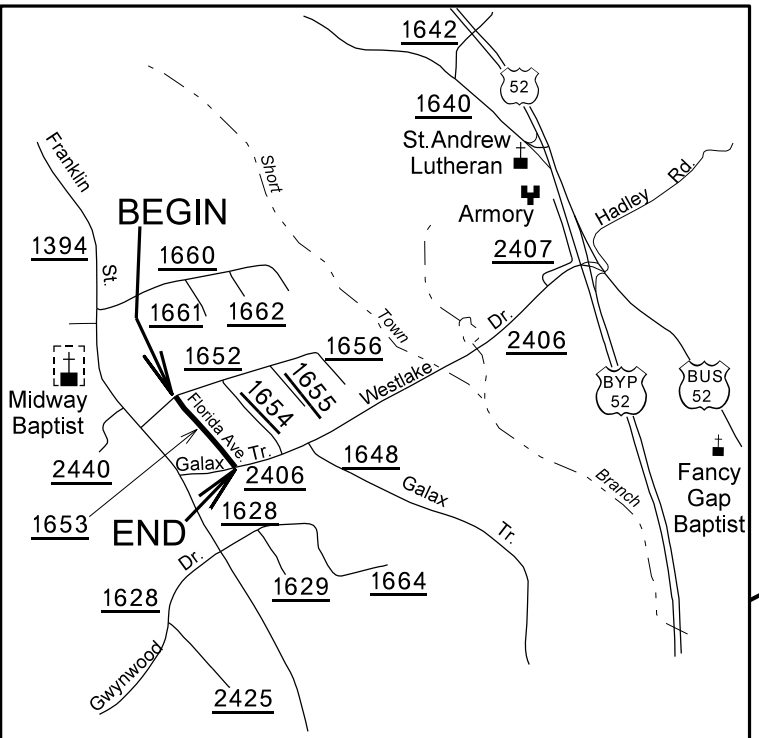 1642
52
1640
St. Andrew
Lutheran
Armory
Hadley Rd.
2407
Franklin St.
Short
BEGIN
1394
1660
1661
1662
Town
Dr.
2406
1652
1656
Westlake
BYP
52
BUS
52
Midway
Baptist
1654
1655
Florida Ave.
Galax Tr.
2440
2406
1648
1653
END
1628
Galax Tr.
Branch
Fancy
Gap
Baptist
Dr.
1628
1629
1664
Gwynwood
2425